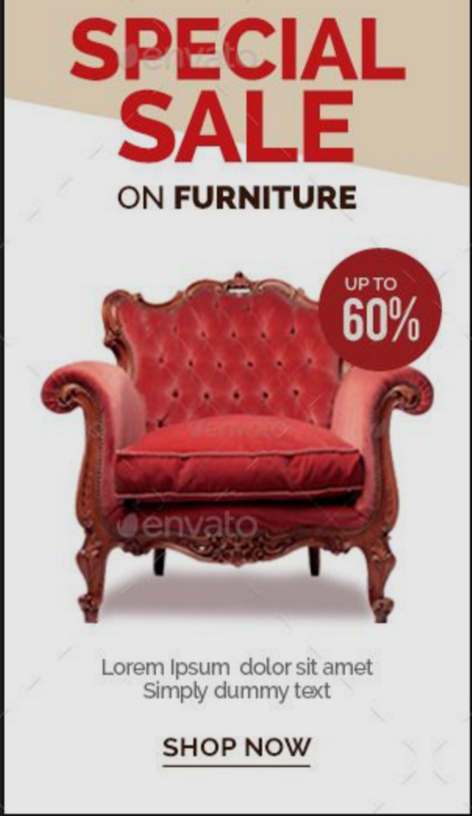 SPECIAL
SALE
ON FURNITURE
UP TO
60%
envato
envato
envato
Lorem Ipsum dolor sit amet
Simply dummy text
SHOP NOW